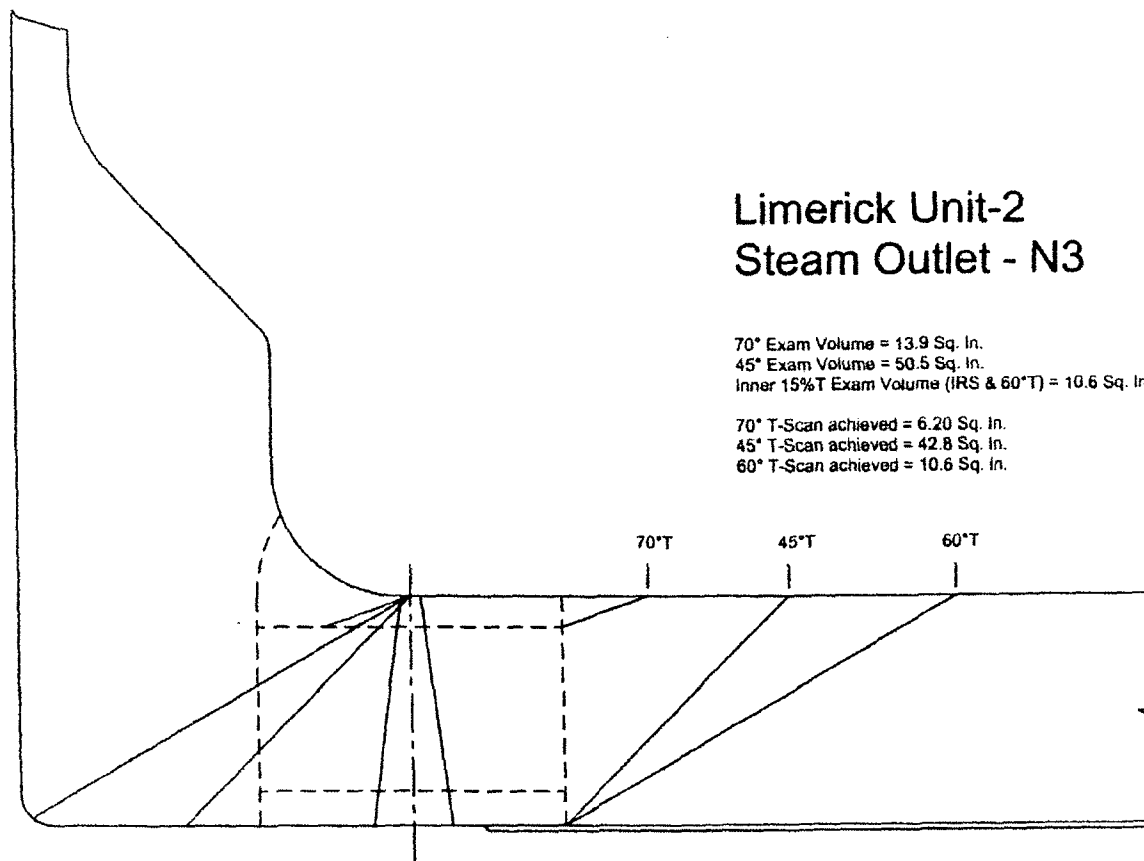 Limerick Unit-2
Steam Outlet - N3
70° Exam Volume = 13.9 Sq. In.
45° Exam Volume = 50.5 Sq. In.
Inner 15%T Exam Volume (IRS & 60°T) = 10.6 Sq. In
70° T-Scan achieved = 6.20 Sq. In.
45° T-Scan achieved = 42.8 Sq. In.
60° T-Scan achieved = 10.6 Sq. In.
70°T 45°T 60°T